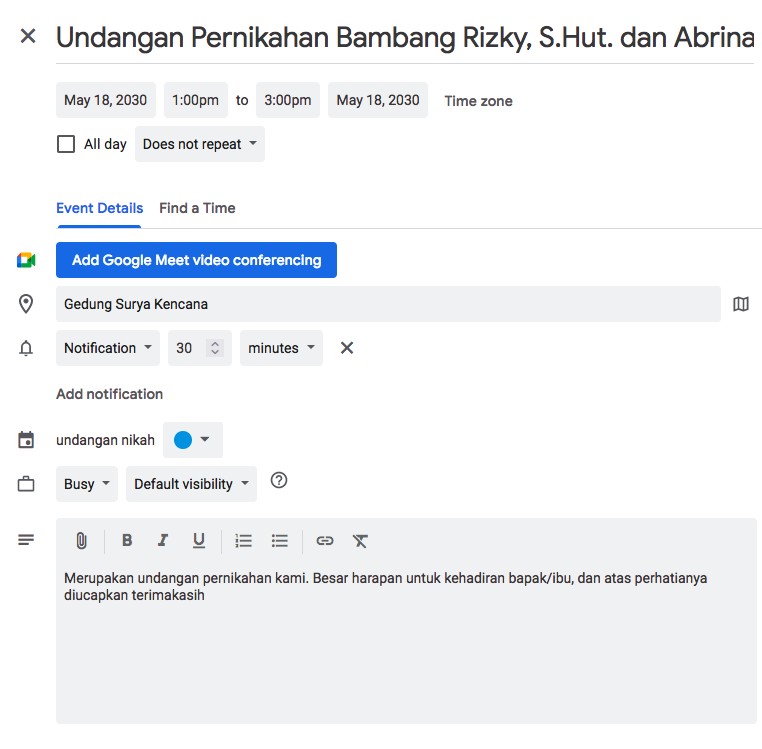 Undangan Pernikahan Bambang Rizky, S.Hut. dan Abrina
May 18, 2030 1:00pm to 3:00pm May 18, 2030 Time zone
All day Does not repeat
Event Details Find a Time
Add Google Meet video conferencing
Gedung Surya Kencana
Notification 30 minutes
Add notification
undangan nikah
Busy Default visibility
B I U
Merupakan undangan pernikahan kami. Besar harapan untuk kehadiran bapak/ibu, dan atas perhatianya
diucapkan terimakasih